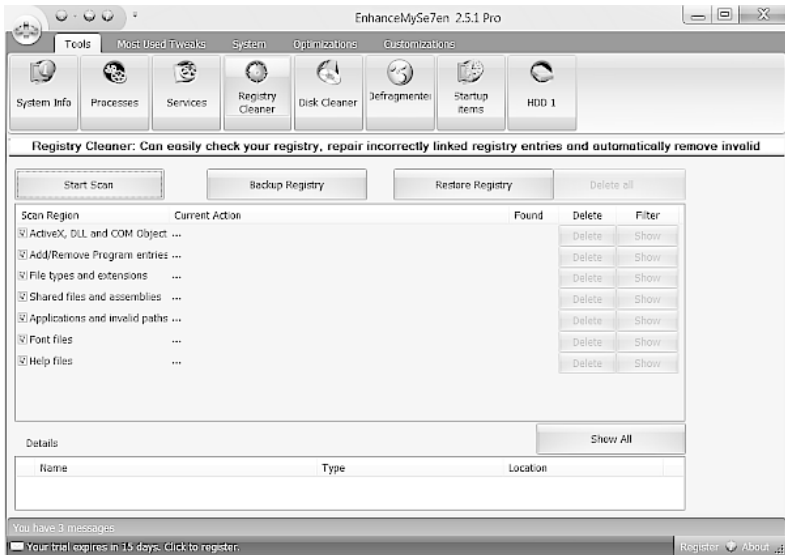 EnhanceMySe7en 2.5.1 Pro
Tools Most Used Tweaks System Optimizations Customizations
System Info Processes Services Registry Cleaner Disk Cleaner Defragmenter Startup items HDD 1
Registry Cleaner: Can easily check your registry, repair incorrectly linked registry entries and automatically remove invalid
Start Scan Backup Registry Restore Registry Delete all
Scan Region Current Action Found Delete Filter
ActiveX, DLL and COM Object ... Delete Show
Add/Remove Program entries ... Delete Show
File types and extensions ... Delete Show
Shared files and assemblies ... Delete Show
Applications and invalid paths ... Delete Show
Font files ... Delete Show
Help files ... Delete Show
Show All
Details
Name Type Location
You have 3 messages
Your trial expires in 15 days. Click to register. Register About